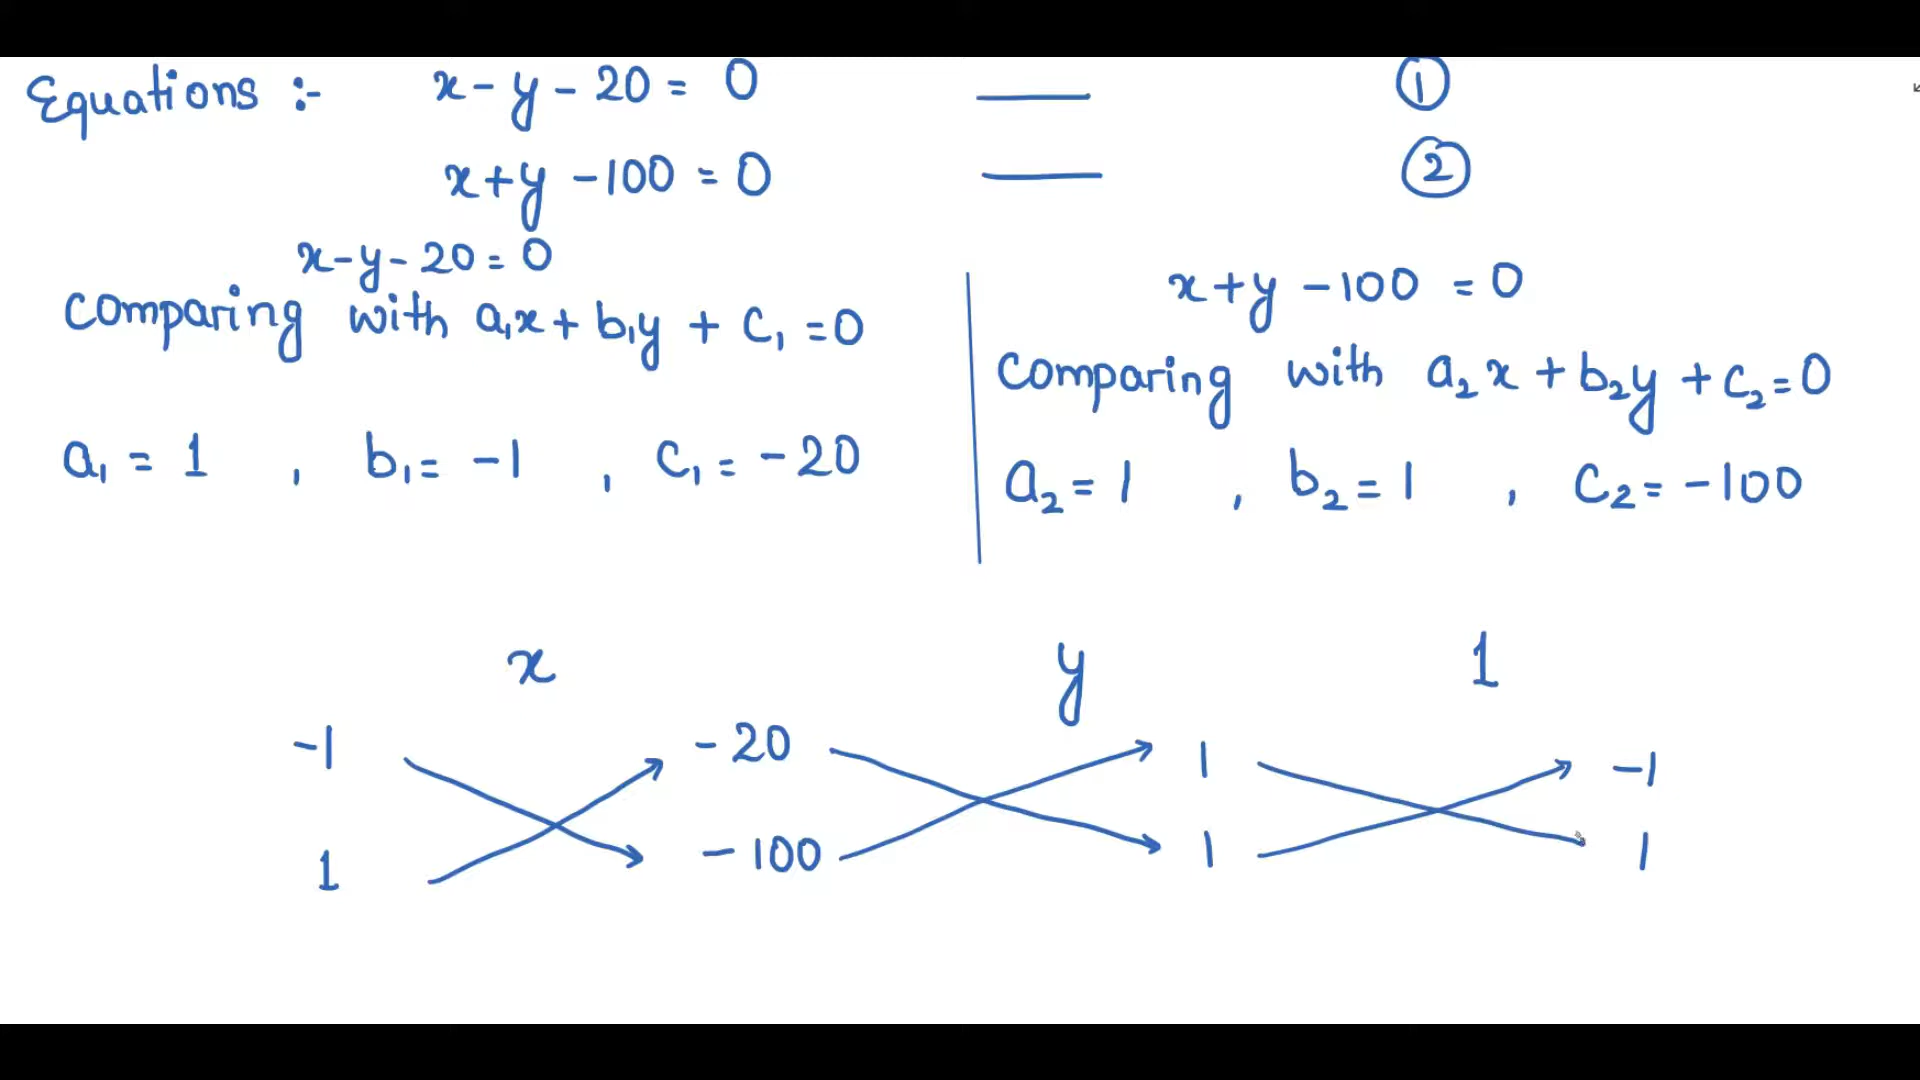 Equations :- x - y - 20 = 0 —— ①
x + y - 100 = 0 —— ②
x - y - 20 = 0
Comparing with a₁x + b₁y + c₁ = 0
a₁ = 1 , b₁ = -1 , c₁ = -20
x + y - 100 = 0
Comparing with a₂x + b₂y + c₂ = 0
a₂ = 1 , b₂ = 1 , c₂ = -100
x y 1
-1 -20 1 -1
1 -100 1 1